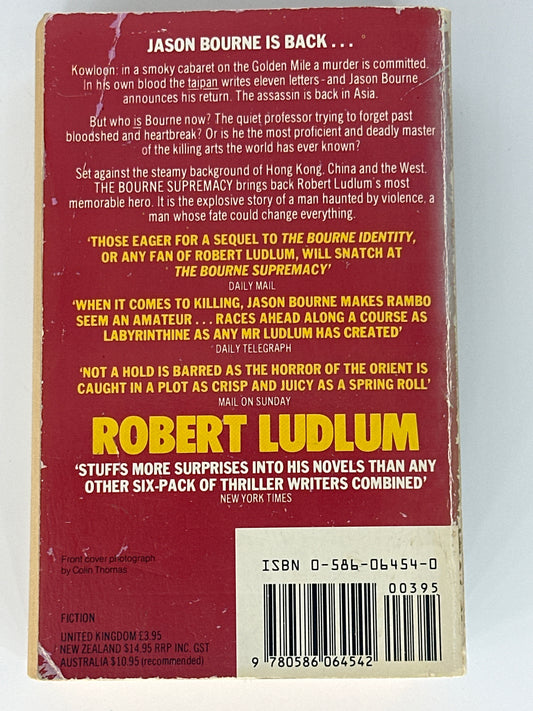 JASON BOURNE IS BACK...
Kowloon: in a smoky cabaret on the Golden Mile a murder is committed.
In his own blood the taipan writes eleven letters - and Jason Bourne
announces his return. The assassin is back in Asia.
But who is Bourne now? The quiet professor trying to forget past
bloodshed and heartbreak? Or is he the most proficient and deadly master
of the killing arts the world has ever known?
Set against the steamy background of Hong Kong, China and the West.
THE BOURNE SUPREMACY brings back Robert Ludlum's most
memorable hero. It is the explosive story of a man haunted by violence, a
man whose fate could change everything.
'THOSE EAGER FOR A SEQUEL TO THE BOURNE IDENTITY,
OR ANY FAN OF ROBERT LUDLUM, WILL SNATCH AT
THE BOURNE SUPREMACY'
DAILY MAIL
'WHEN IT COMES TO KILLING, JASON BOURNE MAKES RAMBO
SEEM AN AMATEUR... RACES AHEAD ALONG A COURSE AS
LABYRINTHINE AS ANY MR LUDLUM HAS CREATED'
DAILY TELEGRAPH
'NOT A HOLD IS BARRED AS THE HORROR OF THE ORIENT IS
CAUGHT IN A PLOT AS CRISP AND JUICY AS A SPRING ROLL'
MAIL ON SUNDAY
ROBERT LUDLUM
'STUFFS MORE SURPRISES INTO HIS NOVELS THAN ANY
OTHER SIX-PACK OF THRILLER WRITERS COMBINED'
NEW YORK TIMES
Front cover photograph
by Colin Thomas
ISBN 0-586-06454-0
00395
FICTION
UNITED KINGDOM £3.95
NEW ZEALAND $14.95 RRP INC. GST
AUSTRALIA $10.95 (recommended)
9 780586 064542